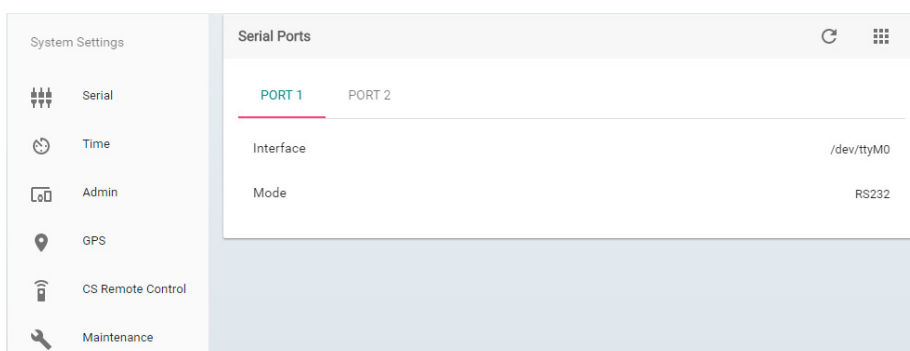 System Settings
Serial
Time
Admin
GPS
CS Remote Control
Maintenance
Serial Ports
PORT 1 PORT 2
Interface /dev/ttyM0
Mode RS232